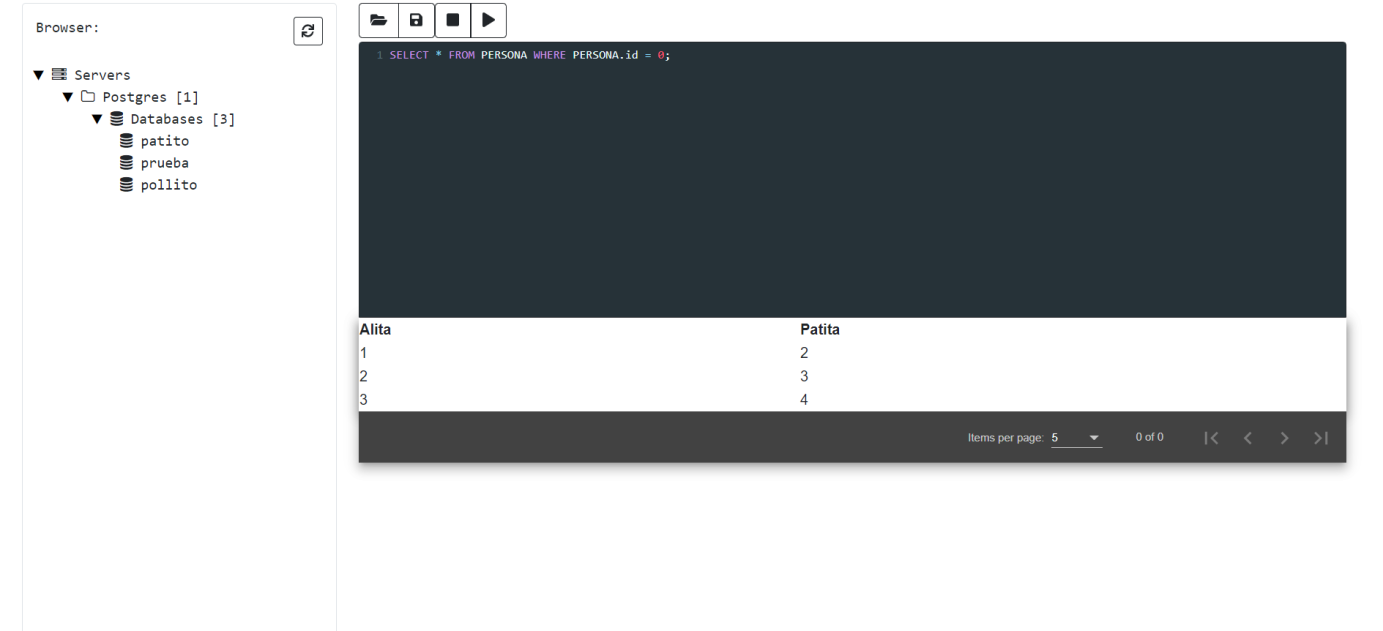 Browser:
Servers
Postgres [1]
Databases [3]
patito
prueba
pollito
1 SELECT * FROM PERSONA WHERE PERSONA.id = 0;
Alita Patita
1 2
2 3
3 4
Items per page: 5 0 of 0